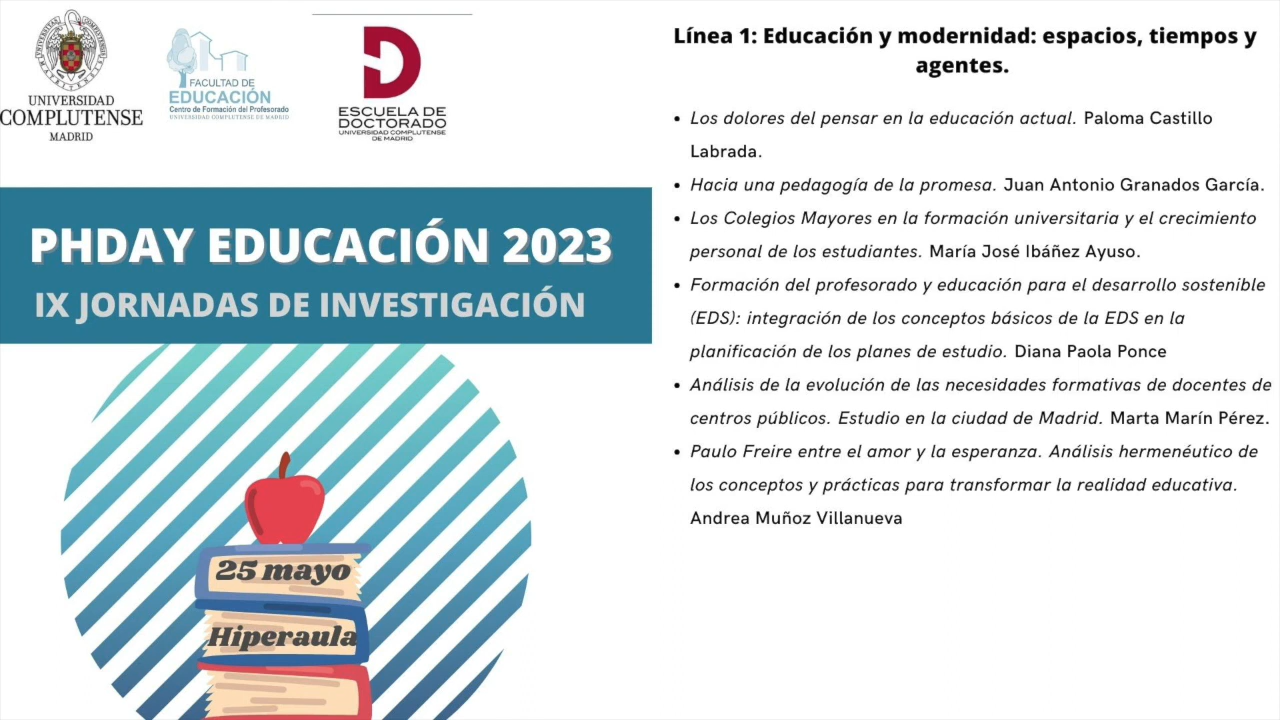 UNIVERSIDAD
COMPLUTENSE
MADRID
FACULTAD DE
EDUCACIÓN
Centro de Formación del Profesorado
UNIVERSIDAD COMPLUTENSE DE MADRID
ESCUELA DE
DOCTORADO
UNIVERSIDAD COMPLUTENSE
DE MADRID
PHDAY EDUCACIÓN 2023
IX JORNADAS DE INVESTIGACIÓN
25 mayo
Hiperaula
Línea 1: Educación y modernidad: espacios, tiempos y
agentes.
• Los dolores del pensar en la educación actual. Paloma Castillo
Labrada.
• Hacia una pedagogía de la promesa. Juan Antonio Granados García.
• Los Colegios Mayores en la formación universitaria y el crecimiento
personal de los estudiantes. María José Ibáñez Ayuso.
• Formación del profesorado y educación para el desarrollo sostenible
(EDS): integración de los conceptos básicos de la EDS en la
planificación de los planes de estudio. Diana Paola Ponce
• Análisis de la evolución de las necesidades formativas de docentes de
centros públicos. Estudio en la ciudad de Madrid. Marta Marín Pérez.
• Paulo Freire entre el amor y la esperanza. Análisis hermenéutico de
los conceptos y prácticas para transformar la realidad educativa.
Andrea Muñoz Villanueva